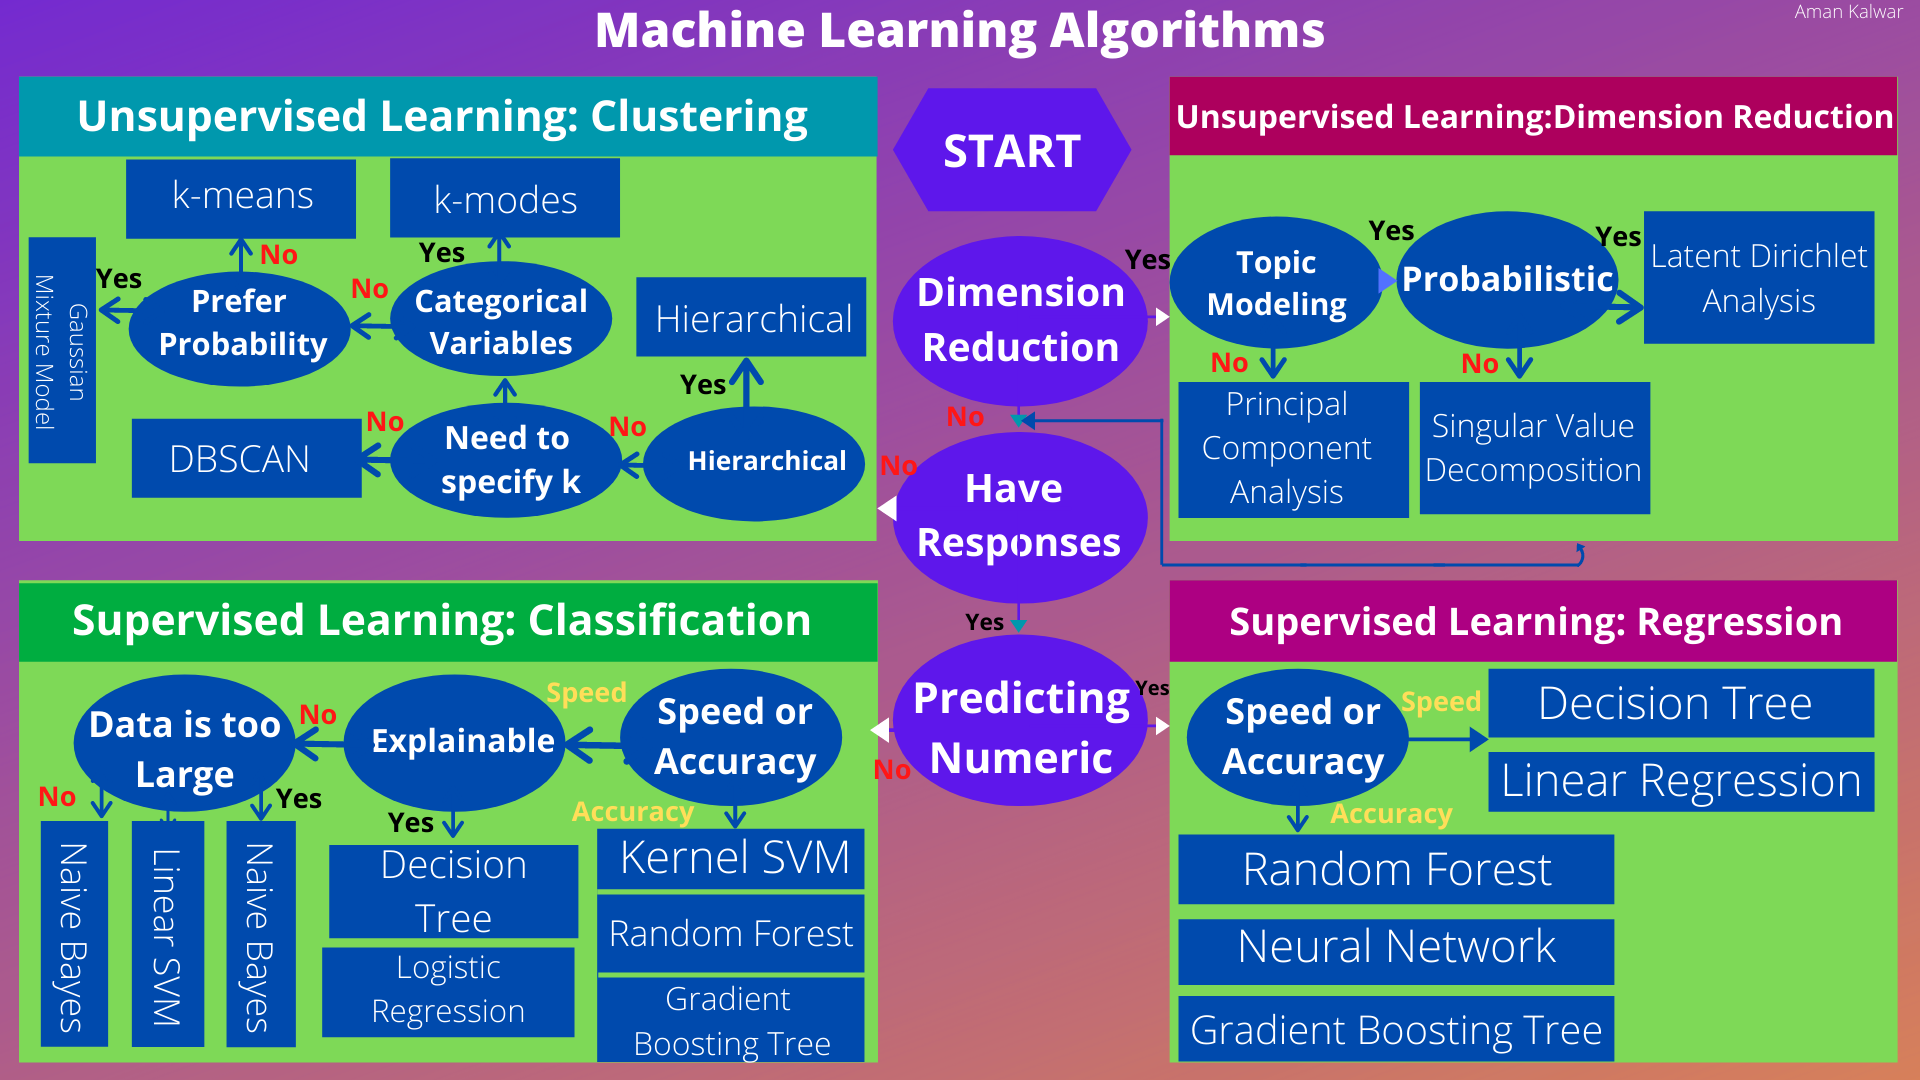 Aman Kalwar
Machine Learning Algorithms
Unsupervised Learning: Clustering
k-means
k-modes
Gaussian
Mixture Model
Yes
No
Prefer
Probability
No
Yes
Categorical
Variables
Hierarchical
Yes
DBSCAN
No
Need to
specify k
No
Hierarchical
START
Dimension
Reduction
Yes
No
Have
Responses
No
Yes
Predicting
Numeric
Yes
No
Unsupervised Learning:Dimension Reduction
Topic
Modeling
Yes
Probabilistic
Yes
Latent Dirichlet
Analysis
No
Principal
Component
Analysis
No
Singular Value
Decomposition
Supervised Learning: Classification
Data is too
Large
No
Explainable
Speed
Speed or
Accuracy
No
Yes
Yes
Accuracy
Naive Bayes
Linear SVM
Naive Bayes
Decision
Tree
Logistic
Regression
Kernel SVM
Random Forest
Gradient
Boosting Tree
Supervised Learning: Regression
Speed or
Accuracy
Speed
Decision Tree
Linear Regression
Accuracy
Random Forest
Neural Network
Gradient Boosting Tree